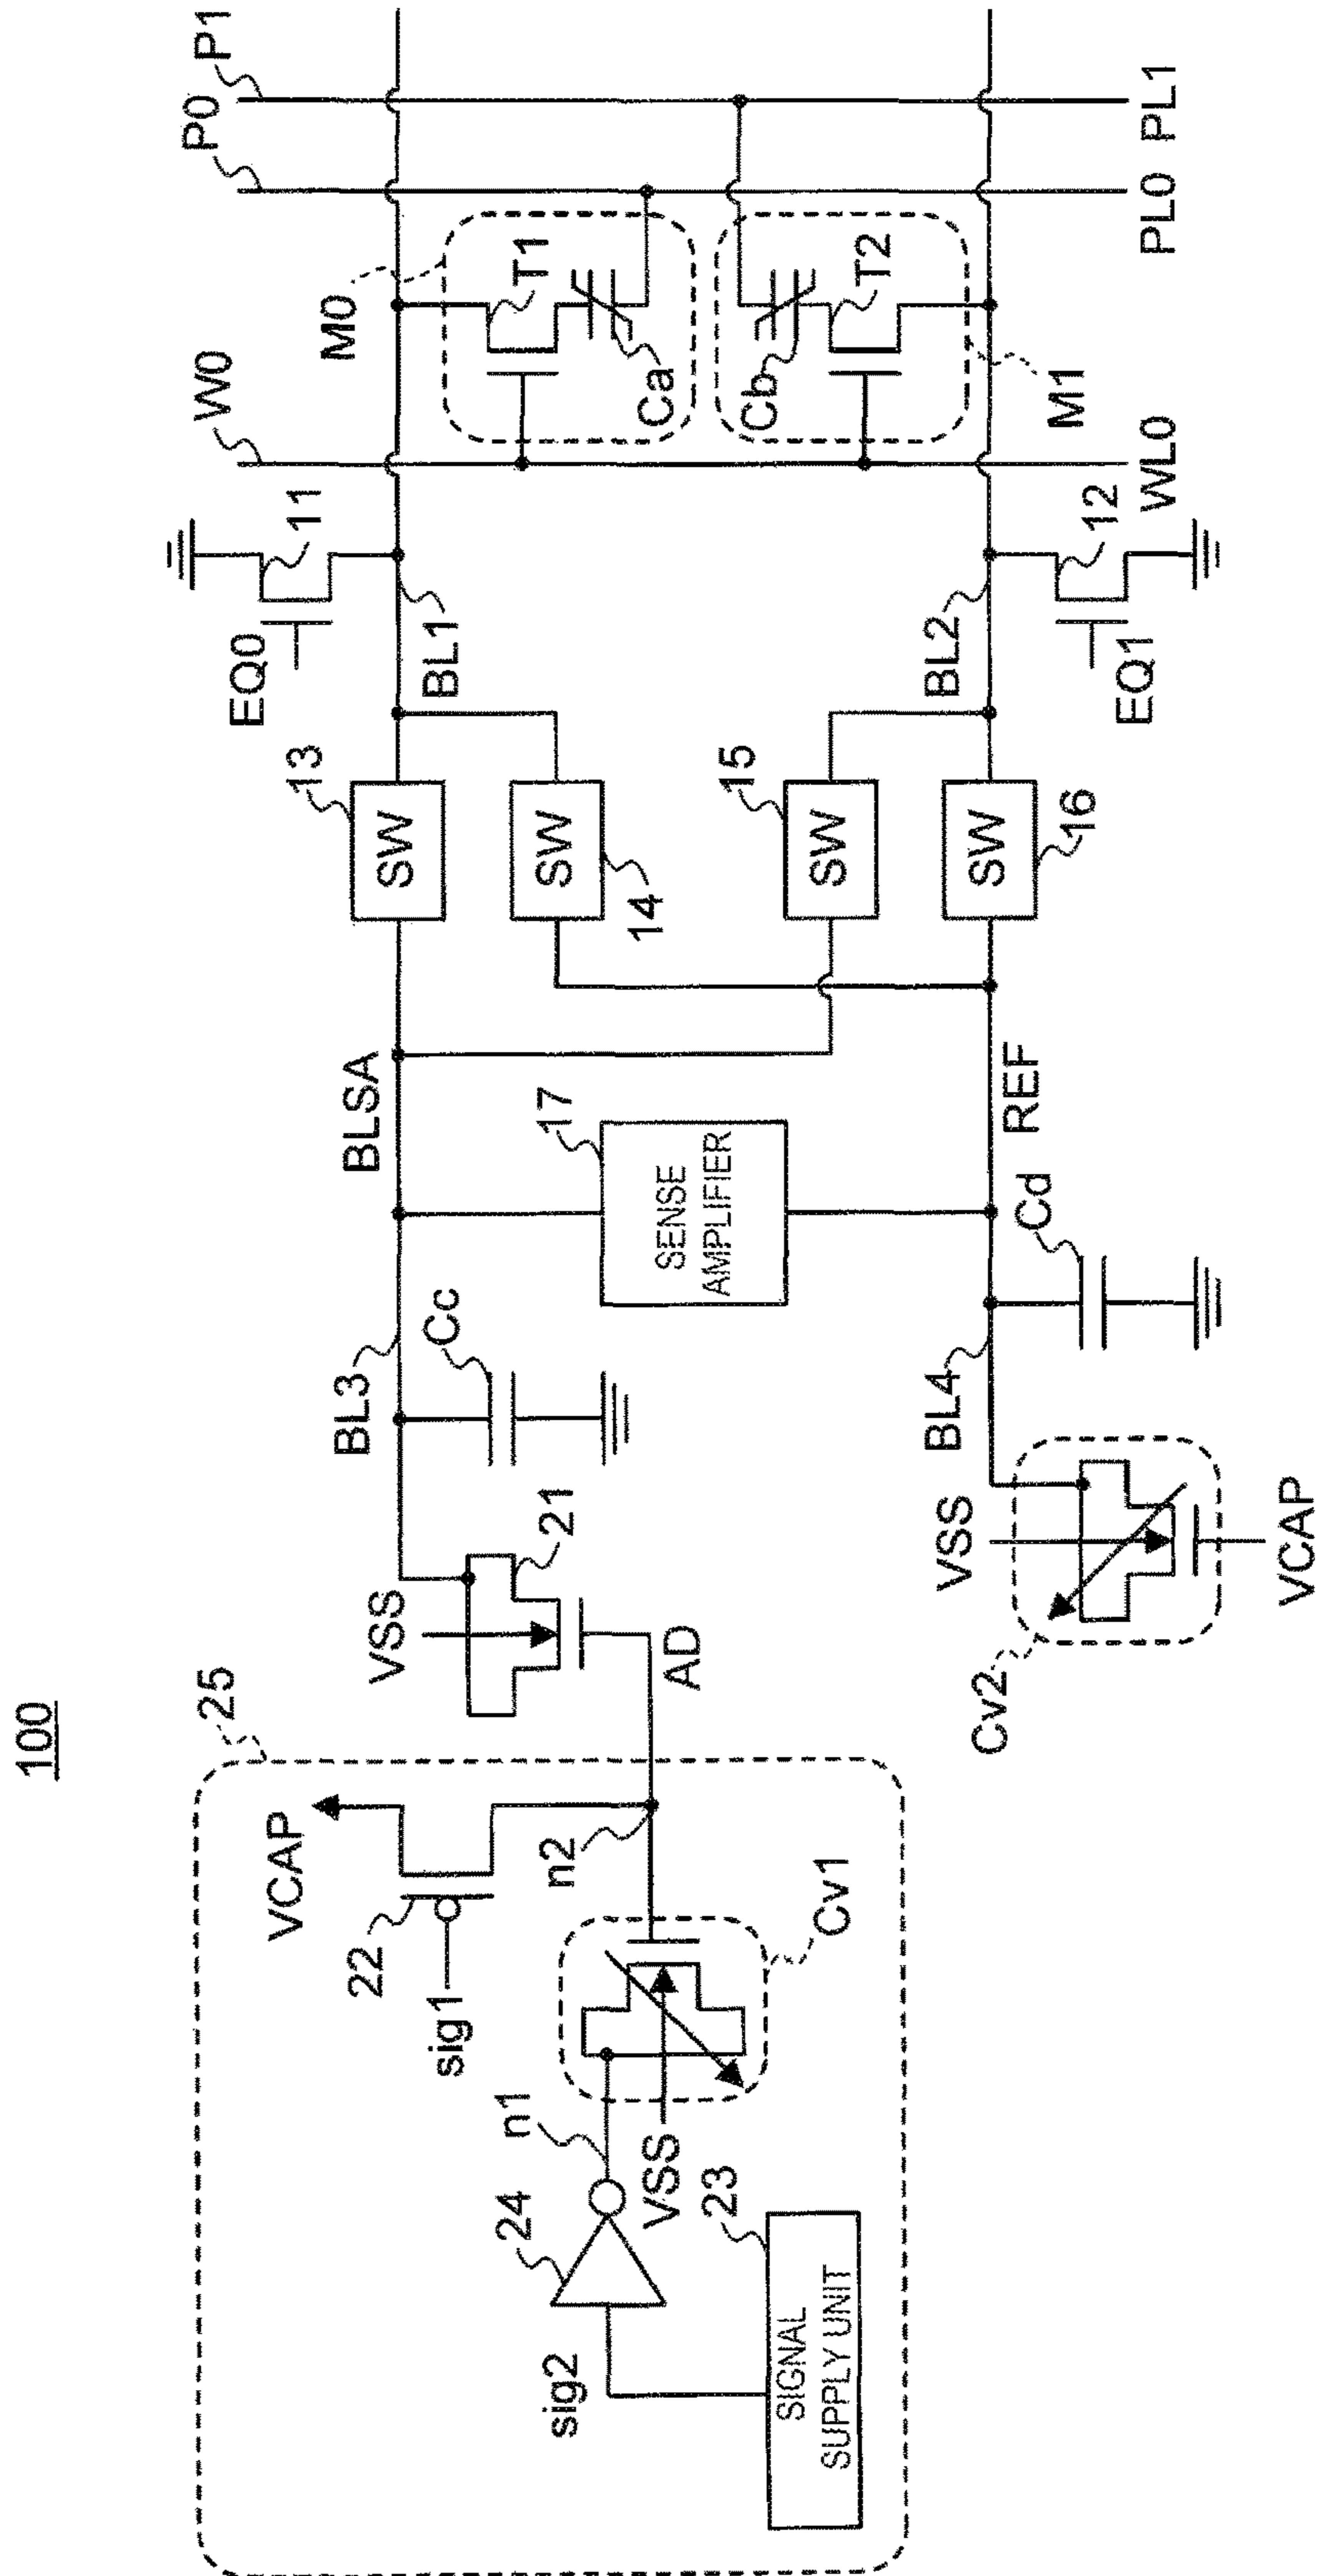 100
25
VCAP
22
sig1
n2
Cv1
n1
VSS
24
23
sig2
SIGNAL
SUPPLY UNIT
VSS
21
AD
BL3
Cc
BLSA
17
SENSE
AMPLIFIER
REF
Cd
BL4
VSS
Cv2
VCAP
13
SW
SW
14
15
SW
SW
16
EQ0
11
BL1
BL2
12
EQ1
W0
M0
T1
Ca
Cb
T2
M1
WL0
P0
P1
PL0
PL1